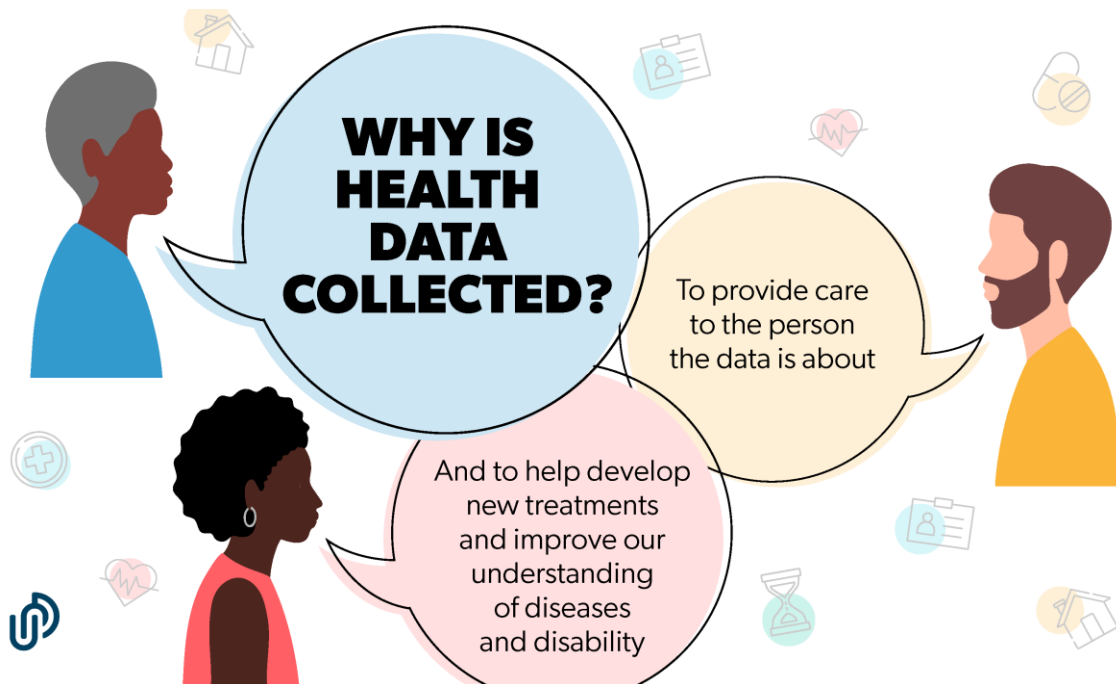 WHY IS
HEALTH
DATA
COLLECTED?
To provide care
to the person
the data is about
And to help develop
new treatments
and improve our
understanding
of diseases
and disability